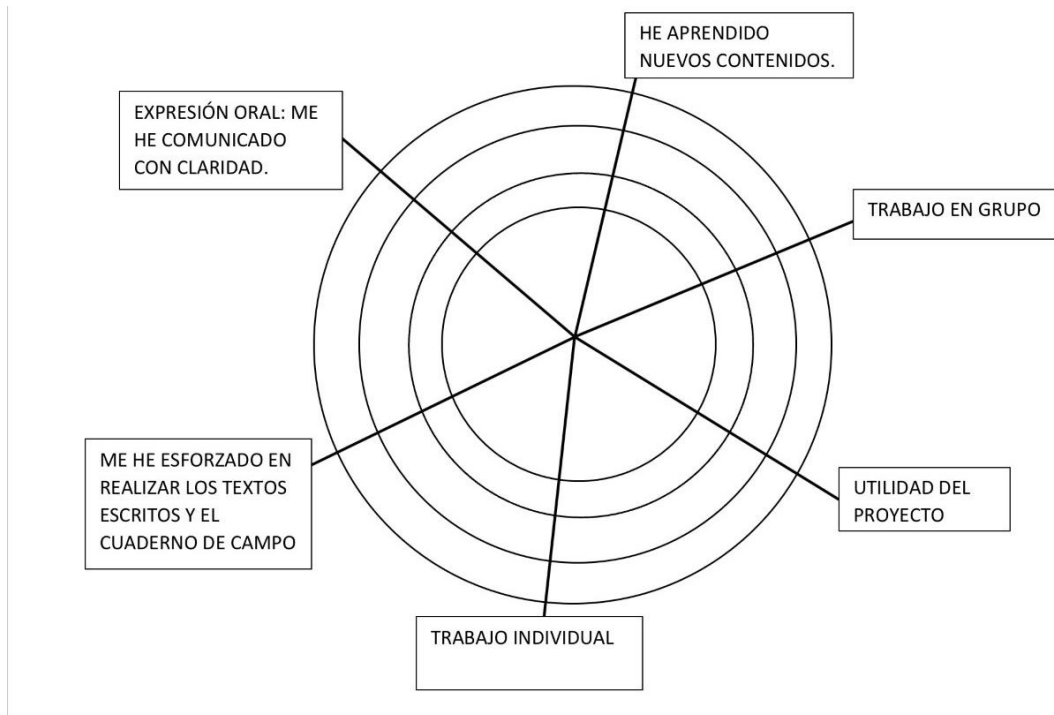 HE APRENDIDO
NUEVOS CONTENIDOS.
EXPRESIÓN ORAL: ME
HE COMUNICADO
CON CLARIDAD.
TRABAJO EN GRUPO
ME HE ESFORZADO EN
REALIZAR LOS TEXTOS
ESCRITOS Y EL
CUADERNO DE CAMPO
UTILIDAD DEL
PROYECTO
TRABAJO INDIVIDUAL